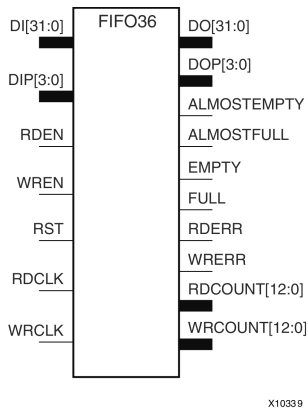 FIFO36
DI[31:0]
DIP[3:0]
RDEN
WREN
RST
RDCLK
WRCLK
DO[31:0]
DOP[3:0]
ALMOSTEMPTY
ALMOSTFULL
EMPTY
FULL
RDERR
WRERR
RDCOUNT[12:0]
WRCOUNT[12:0]
X10339